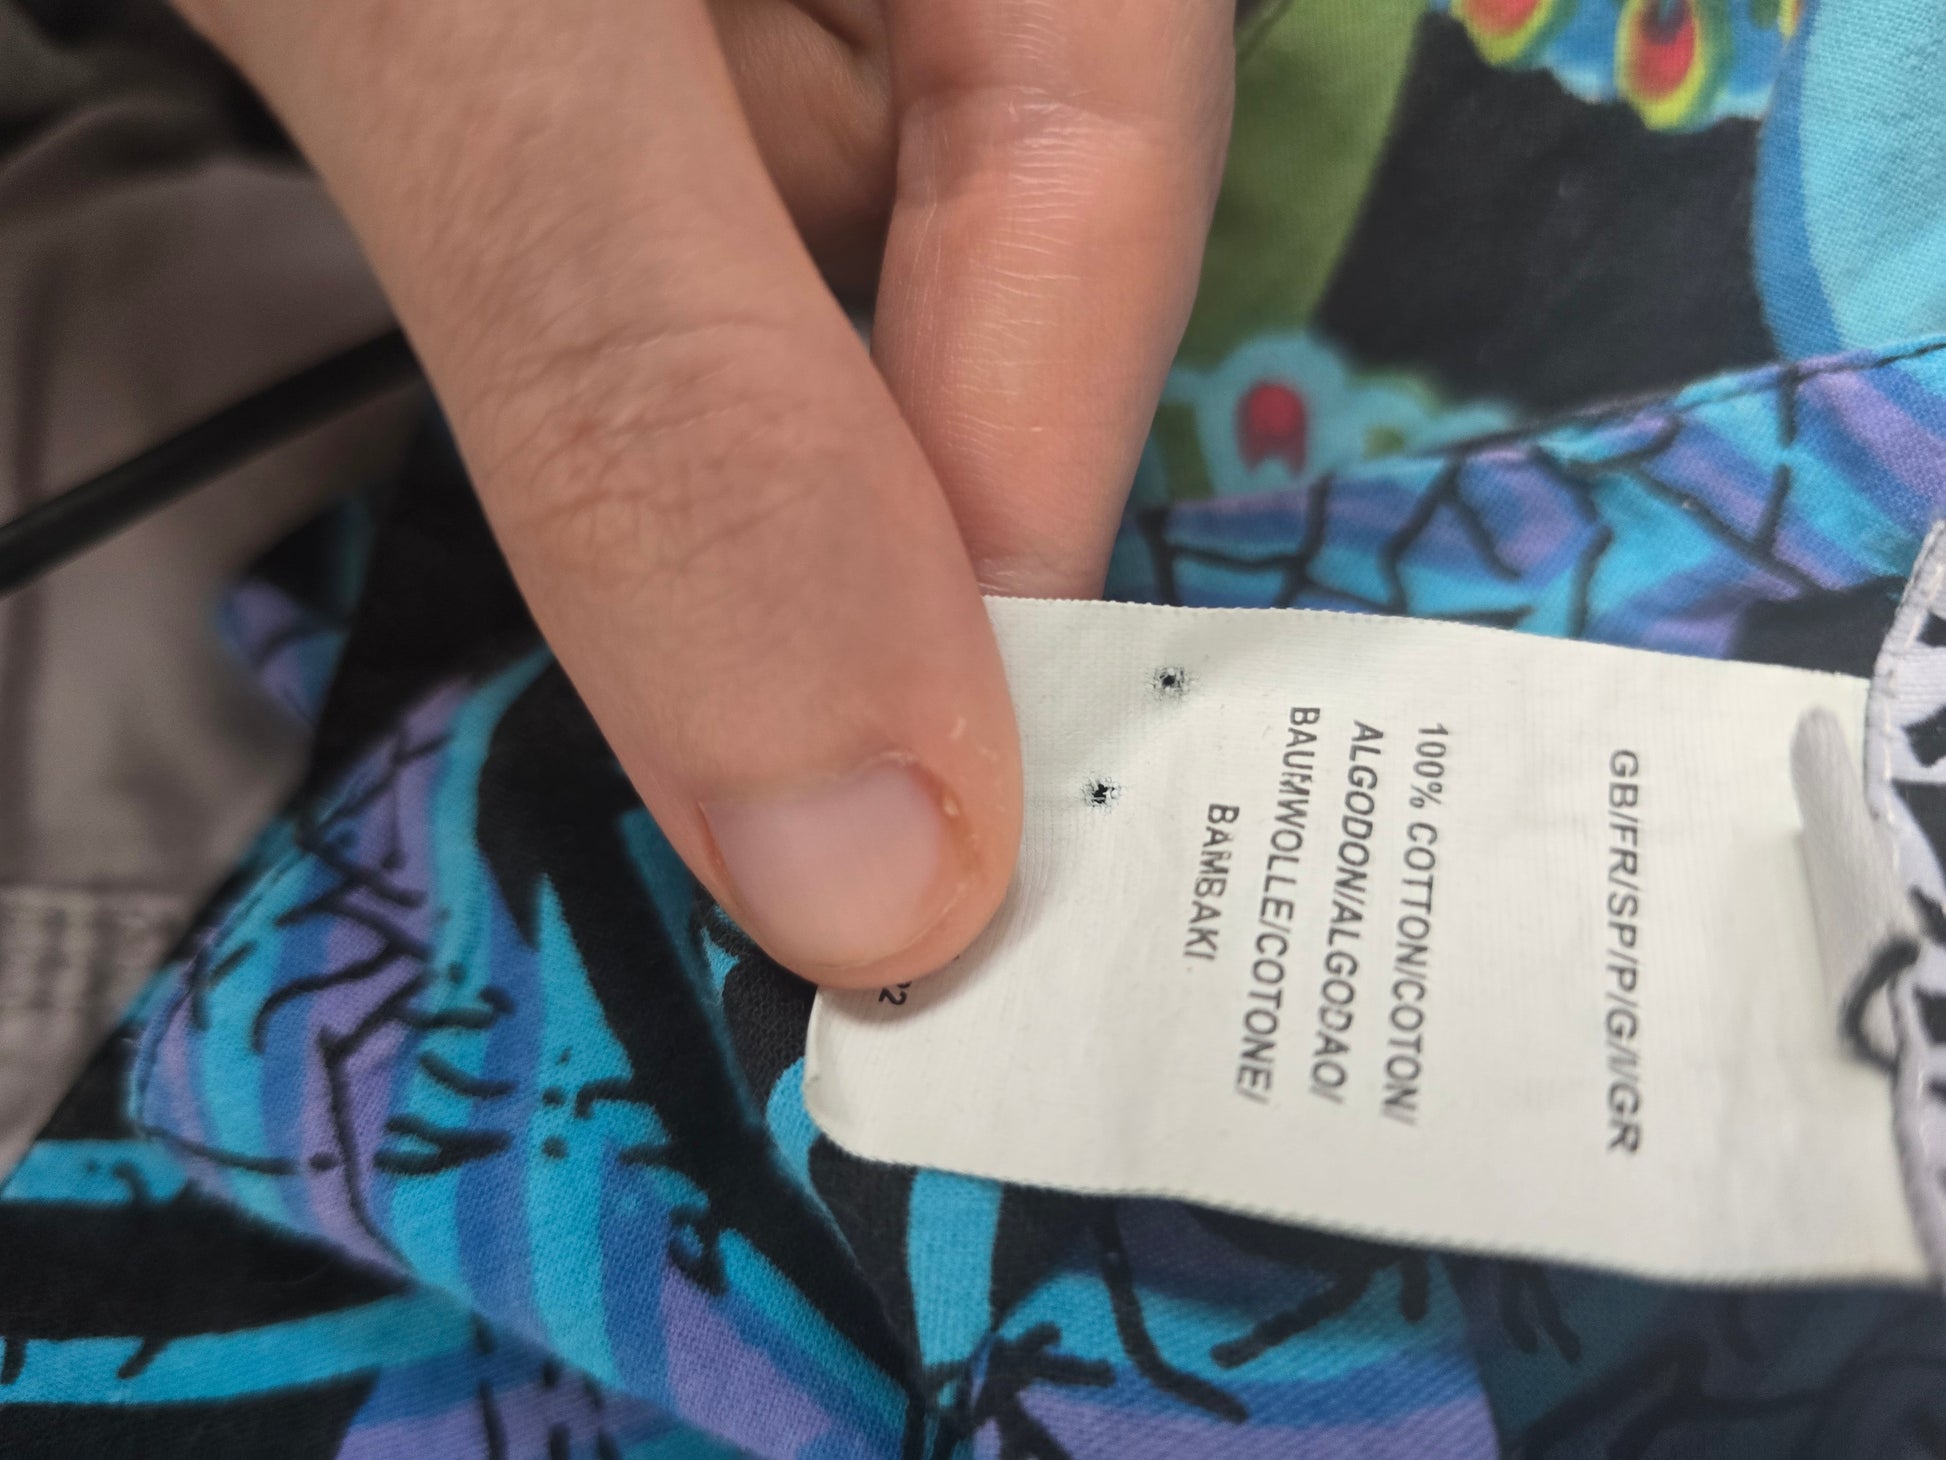 GB/FR/SP/P/G/I/GR
100% COTTON/COTON/
ALGODON/ALGODAO/
BAUMWOLLE/COTONE/
BAMBAKI